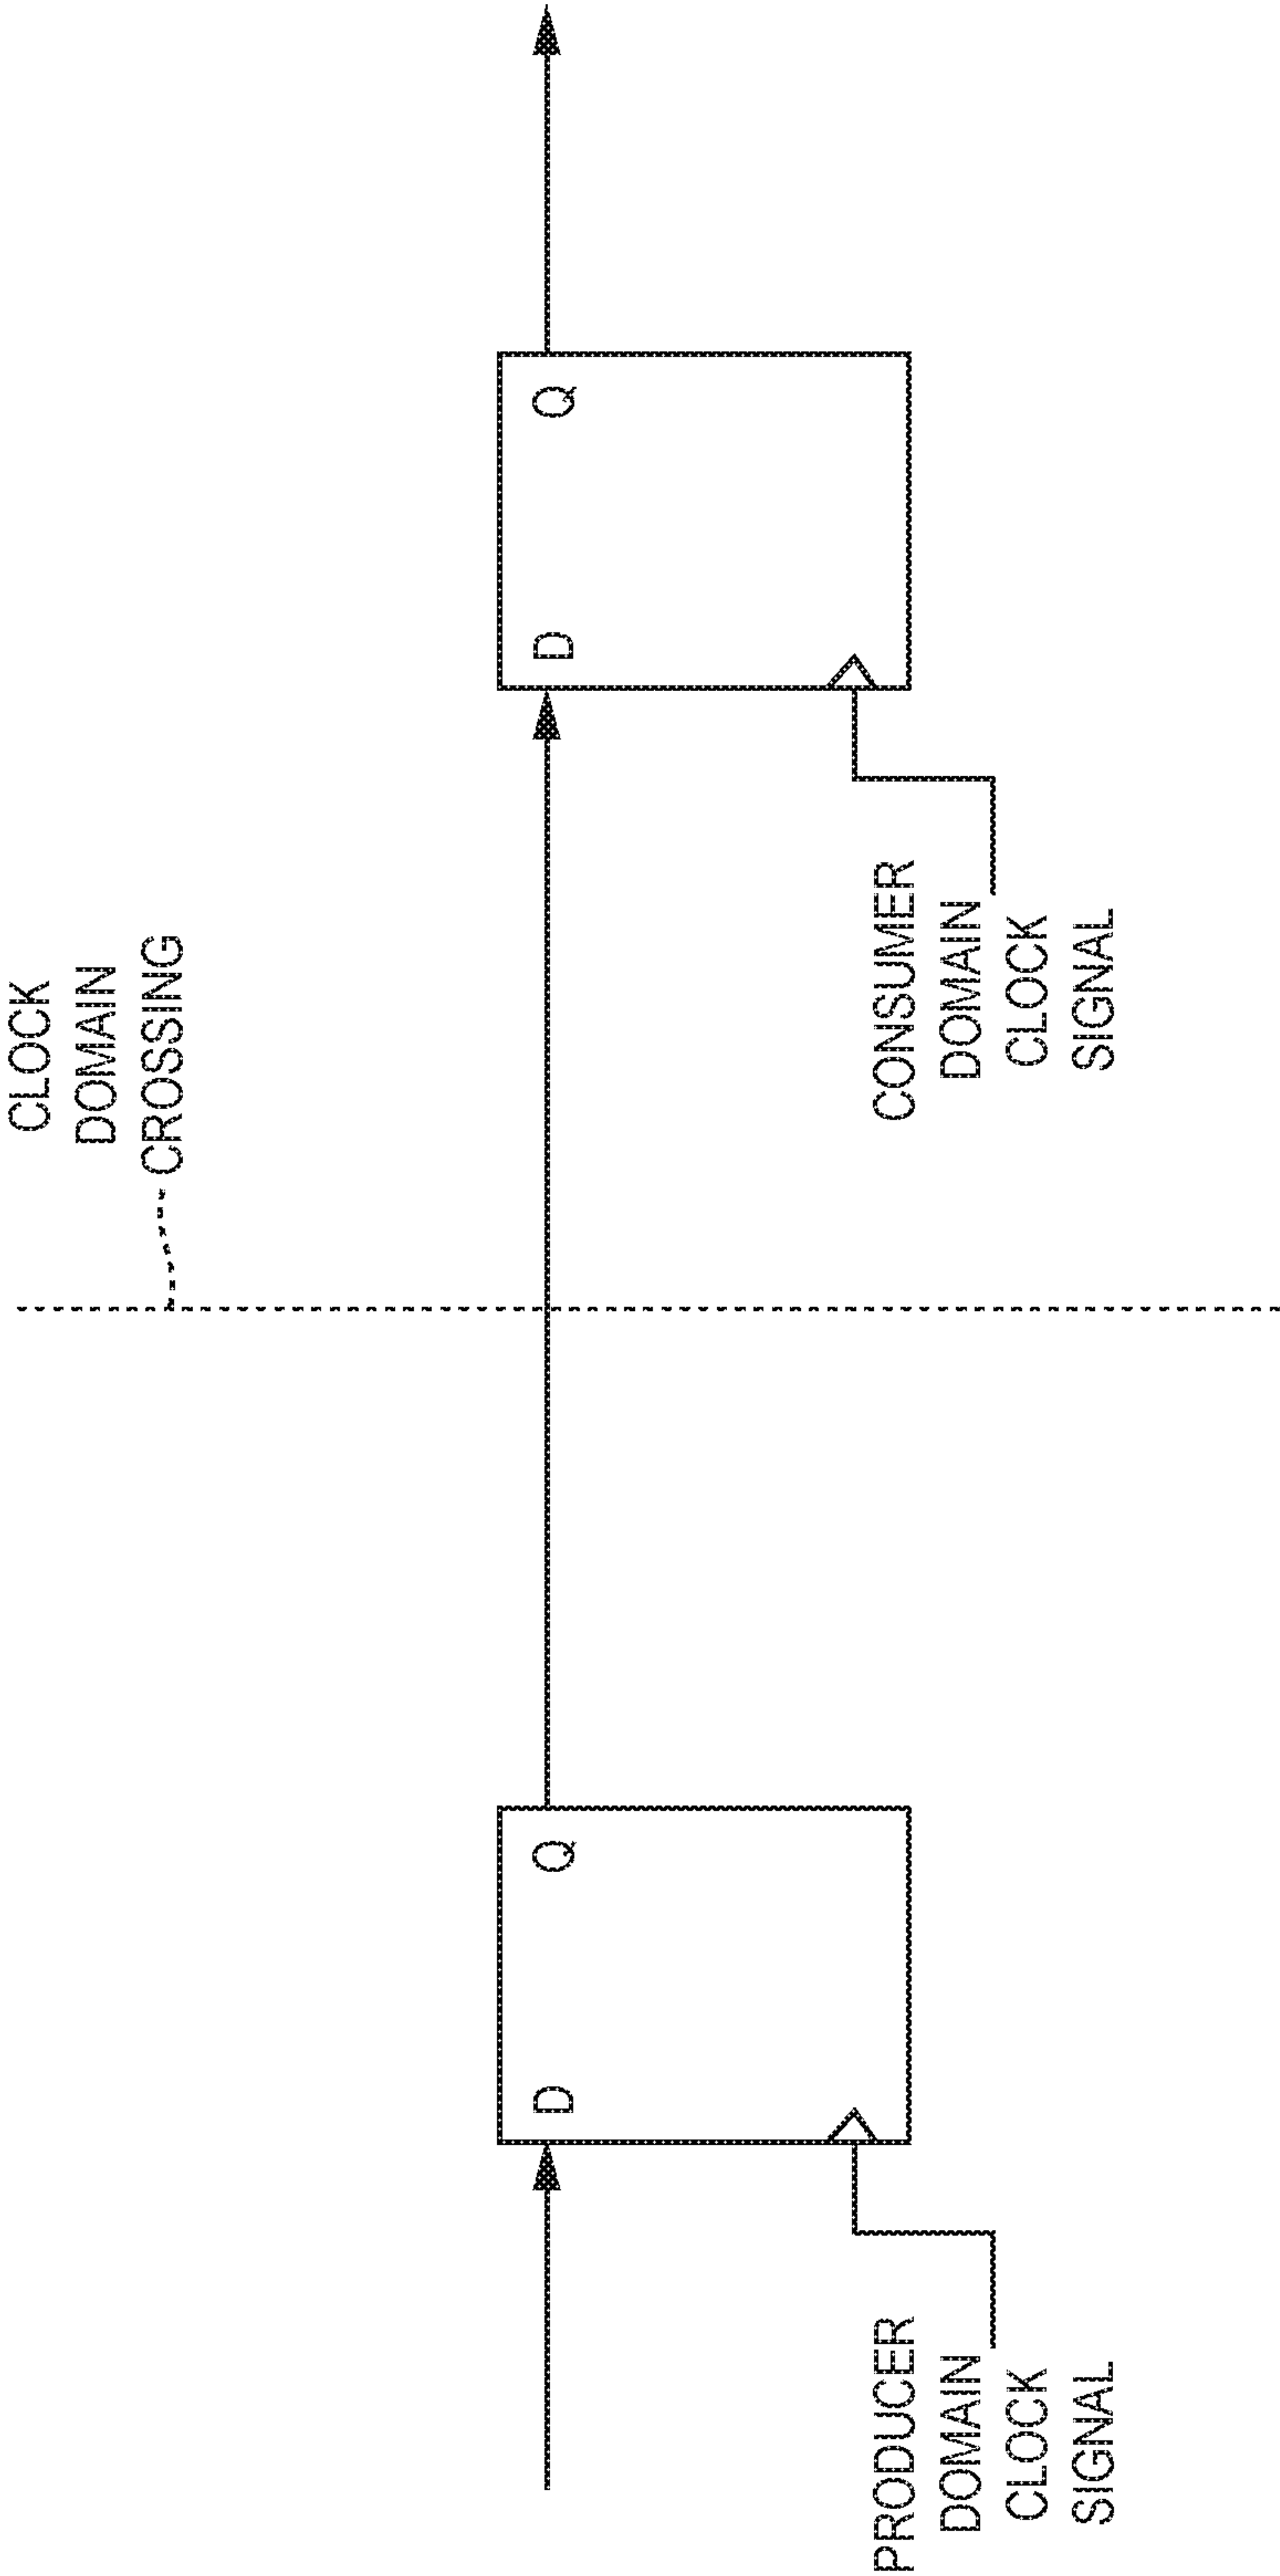 CLOCK
DOMAIN
CROSSING
D
Q
D
Q
PRODUCER
DOMAIN
CLOCK
SIGNAL
CONSUMER
DOMAIN
CLOCK
SIGNAL